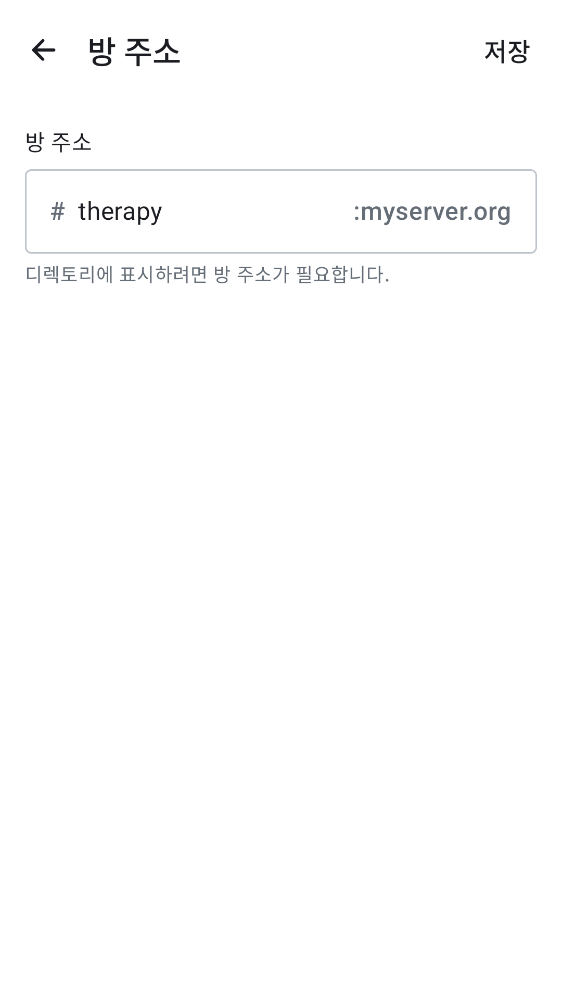 방 주소 저장
방 주소
# therapy :myserver.org
디렉토리에 표시하려면 방 주소가 필요합니다.